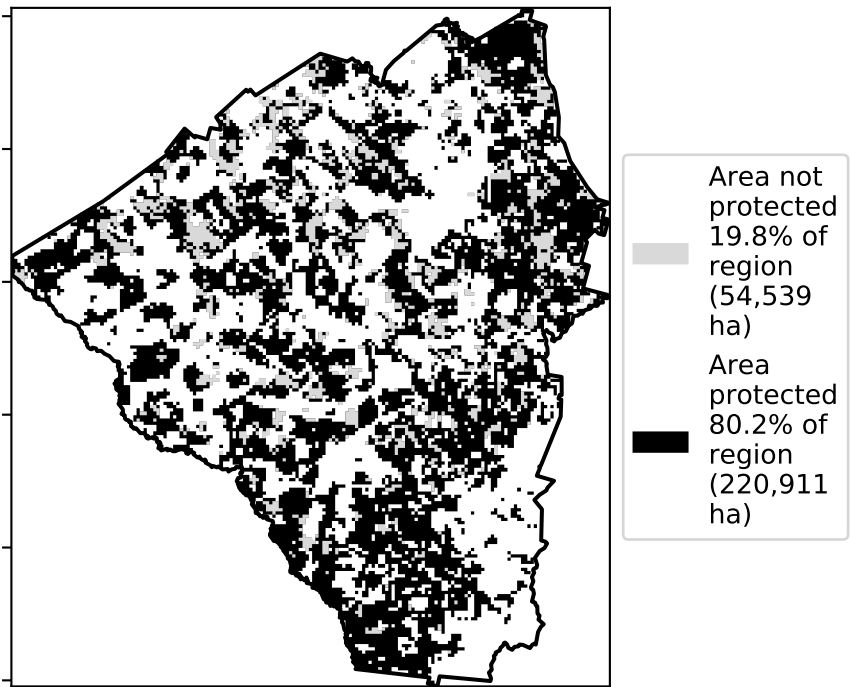 Area not
protected
19.8% of
region
(54,539
ha)
Area
protected
80.2% of
region
(220,911
ha)